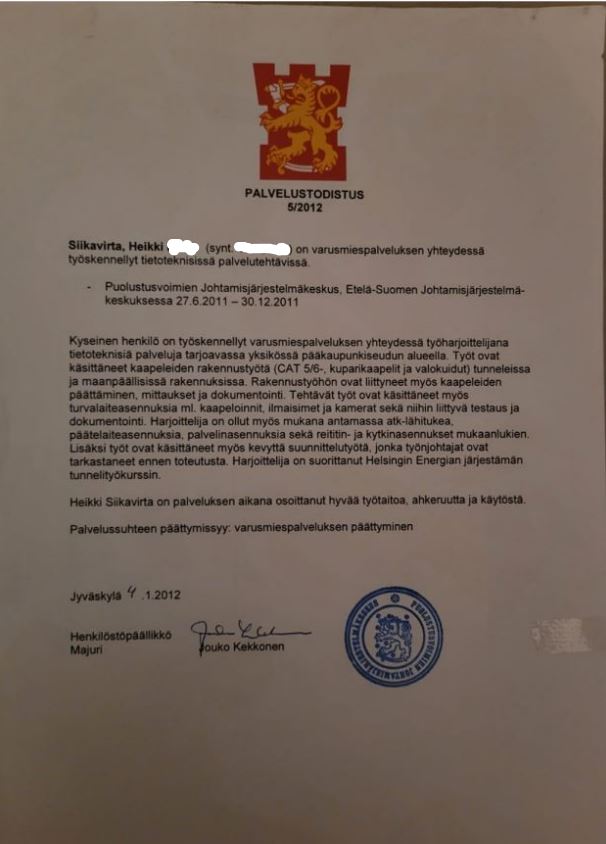 PALVELUSTODISTUS
5/2012
Siikavirta, Heikki (synt. ) on varusmiespalveluksen yhteydessä
työskennellyt tietoteknisissä palvelutehtävissä.
- Puolustusvoimien Johtamisjärjestelmäkeskus, Etelä-Suomen Johtamisjärjestelmä-
keskuksessa 27.6.2011 – 30.12.2011
Kyseinen henkilö on työskennellyt varusmiespalveluksen yhteydessä työharjoittelijana
tietoteknisiä palveluja tarjoavassa yksikössä pääkaupunkiseudun alueella. Työt ovat
käsittäneet kaapeleiden rakennustyötä (CAT 5/6-, kuparikaapelit ja valokuidut) tunneleissa
ja maanpäällisissä rakennuksissa. Rakennustyöhön ovat liittyneet myös kaapeleiden
päättäminen, mittaukset ja dokumentointi. Tehtävät työt ovat käsittäneet myös
turvalaiteasennuksia ml. kaapeloinnit, ilmaisimet ja kamerat sekä niihin liittyvä testaus ja
dokumentointi. Harjoittelija on ollut myös mukana antamassa atk-lähitukea,
päätelaiteasennuksia, palvelinasennuksia sekä reititin- ja kytkinasennukset mukaanlukien.
Lisäksi työt ovat käsittäneet myös kevyttä suunnittelutyötä, jonka työnjohtajat ovat
tarkastaneet ennen toteutusta. Harjoittelija on suorittanut Helsingin Energian järjestämän
tunnelityökurssin.
Heikki Siikavirta on palveluksen aikana osoittanut hyvää työtaitoa, ahkeruutta ja käytöstä.
Palvelussuhteen päättymissyy: varusmiespalveluksen päättyminen
Jyväskylä 4 .1.2012
Henkilöstöpäällikkö
Majuri Jouko Kekkonen
PUOLUSTUSVOIMIEN JOHTAMISJÄRJESTELMÄKESKUS